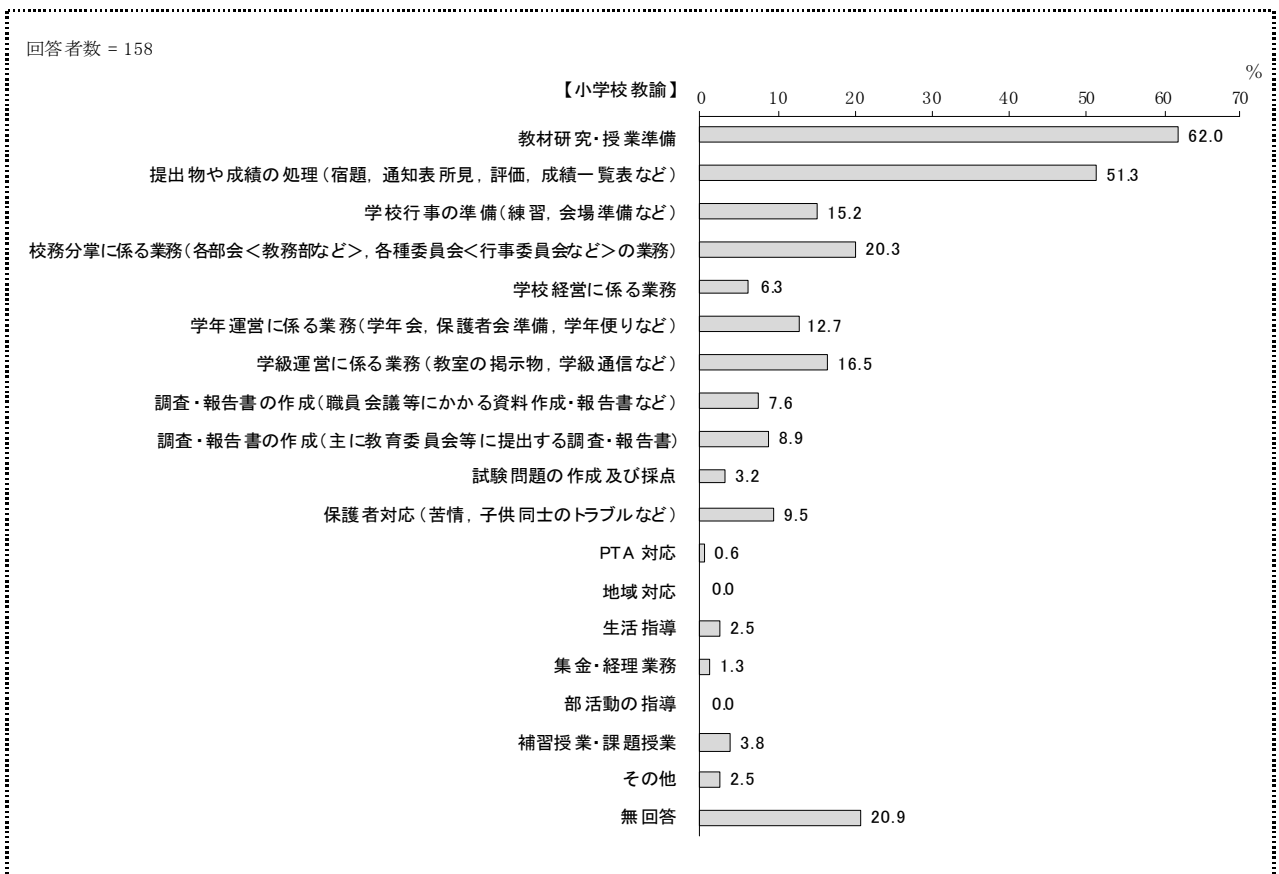 回答者数 = 158
%
【小学校教諭】 0 10 20 30 40 50 60 70
教材研究・授業準備 62.0
提出物や成績の処理(宿題, 通知表所見, 評価, 成績一覧表など) 51.3
学校行事の準備(練習, 会場準備など) 15.2
校務分掌に係る業務(各部会<教務部など>, 各種委員会<行事委員会など>の業務) 20.3
学校経営に係る業務 6.3
学年運営に係る業務(学年会, 保護者会準備, 学年便りなど) 12.7
学級運営に係る業務(教室の掲示物, 学級通信など) 16.5
調査・報告書の作成(職員会議等にかかる資料作成・報告書など) 7.6
調査・報告書の作成(主に教育委員会等に提出する調査・報告書) 8.9
試験問題の作成及び採点 3.2
保護者対応(苦情, 子供同士のトラブルなど) 9.5
PTA 対応 0.6
地域対応 0.0
生活指導 2.5
集金・経理業務 1.3
部活動の指導 0.0
補習授業・課題授業 3.8
その他 2.5
無回答 20.9